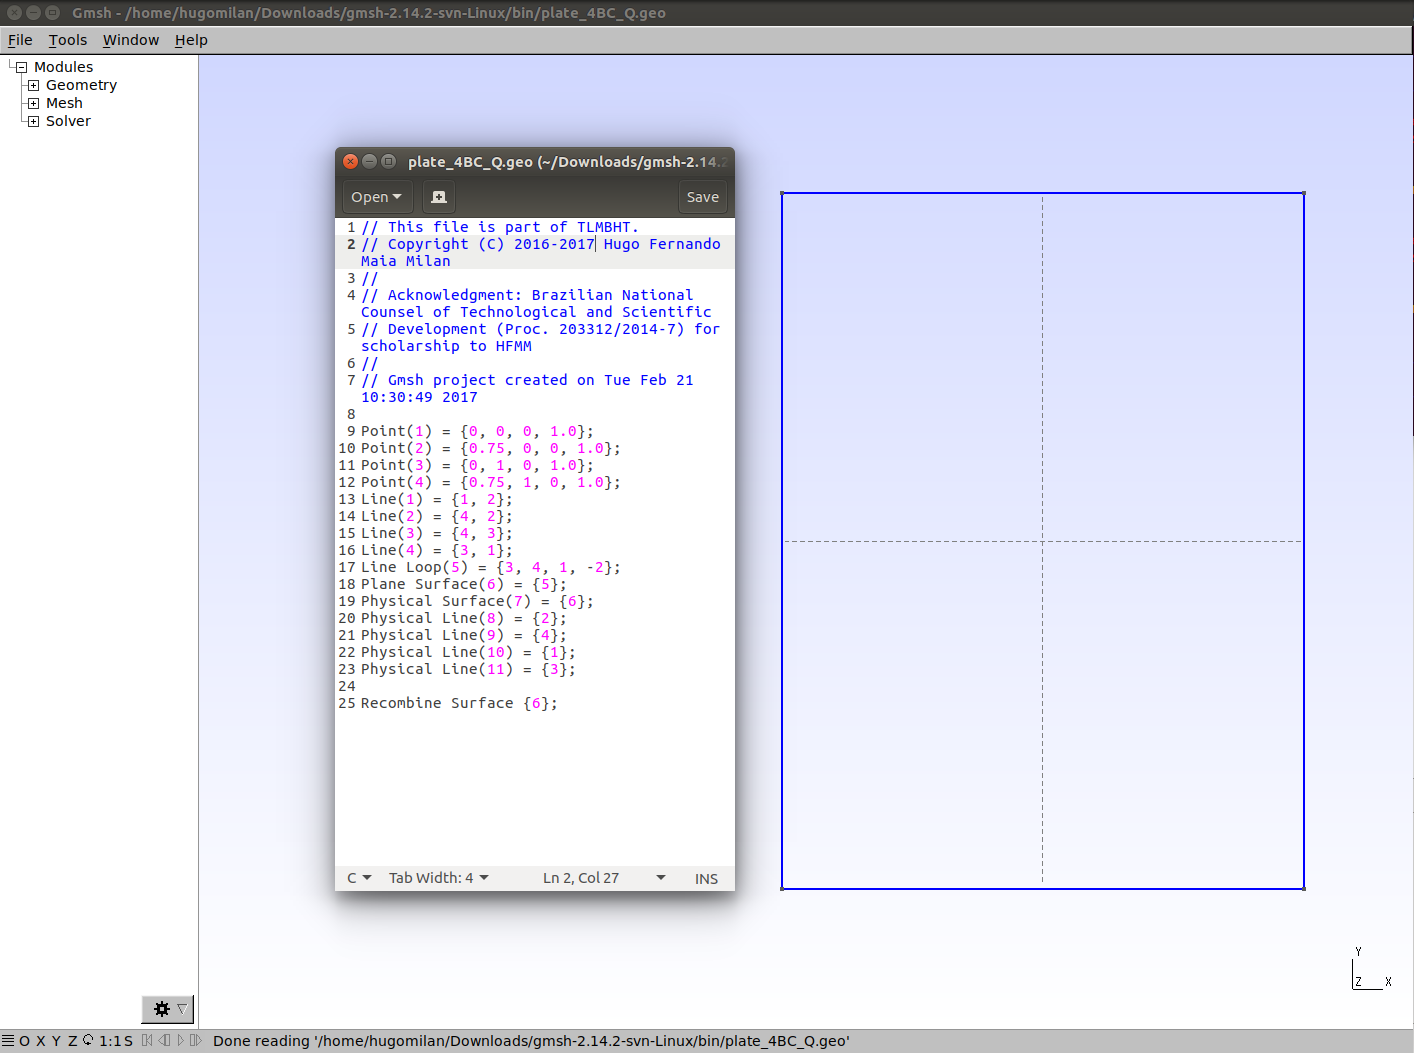 Gmsh - /home/hugomilan/Downloads/gmsh-2.14.2-svn-Linux/bin/plate_4BC_Q.geo
File Tools Window Help
Modules
Geometry
Mesh
Solver
plate_4BC_Q.geo (~/Downloads/gmsh-2.14.2
Open
Save
1 // This file is part of TLMBHT.
2 // Copyright (C) 2016-2017 Hugo Fernando
Maia Milan
3 //
4 // Acknowledgment: Brazilian National
Counsel of Technological and Scientific
5 // Development (Proc. 203312/2014-7) for
scholarship to HFMM
6 //
7 // Gmsh project created on Tue Feb 21
10:30:49 2017
8
9 Point(1) = {0, 0, 0, 1.0};
10 Point(2) = {0.75, 0, 0, 1.0};
11 Point(3) = {0, 1, 0, 1.0};
12 Point(4) = {0.75, 1, 0, 1.0};
13 Line(1) = {1, 2};
14 Line(2) = {4, 2};
15 Line(3) = {4, 3};
16 Line(4) = {3, 1};
17 Line Loop(5) = {3, 4, 1, -2};
18 Plane Surface(6) = {5};
19 Physical Surface(7) = {6};
20 Physical Line(8) = {2};
21 Physical Line(9) = {4};
22 Physical Line(10) = {1};
23 Physical Line(11) = {3};
24
25 Recombine Surface {6};
C Tab Width: 4 Ln 2, Col 27 INS
Y
Z X
O X Y Z 1:1 S Done reading '/home/hugomilan/Downloads/gmsh-2.14.2-svn-Linux/bin/plate_4BC_Q.geo'